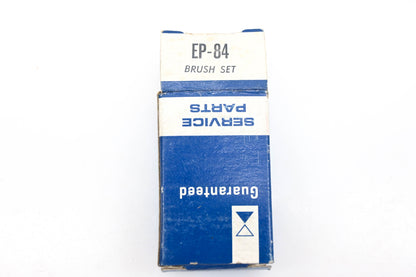 EP-84
BRUSH SET
SERVICE
PARTS
Guaranteed